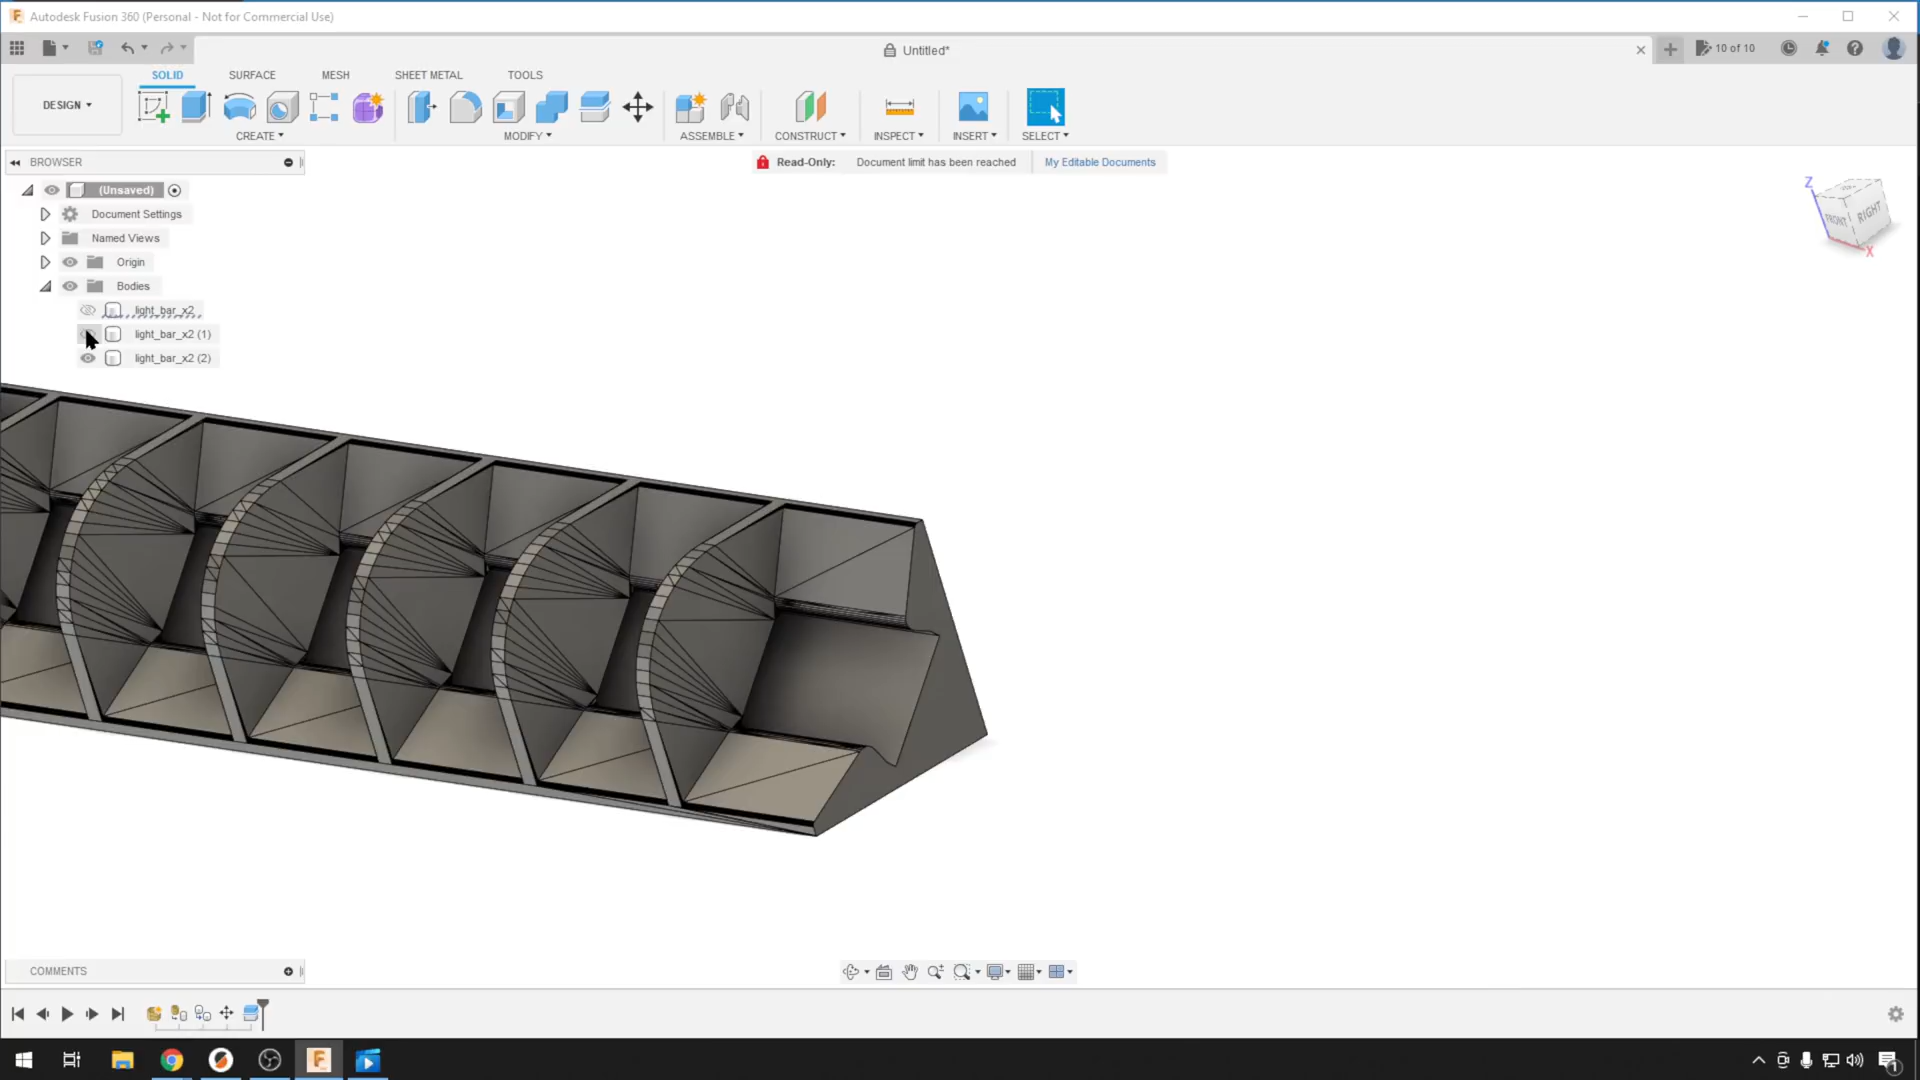 Autodesk Fusion 360 (Personal - Not for Commercial Use)
Untitled*
10 of 10
DESIGN
SOLID
SURFACE
MESH
SHEET METAL
TOOLS
CREATE
MODIFY
ASSEMBLE
CONSTRUCT
INSPECT
INSERT
SELECT
BROWSER
Read-Only: Document limit has been reached My Editable Documents
(Unsaved)
Document Settings
Named Views
Origin
Bodies
light_bar_x2
light_bar_x2 (1)
light_bar_x2 (2)
Z
FRONT
RIGHT
X
COMMENTS
1